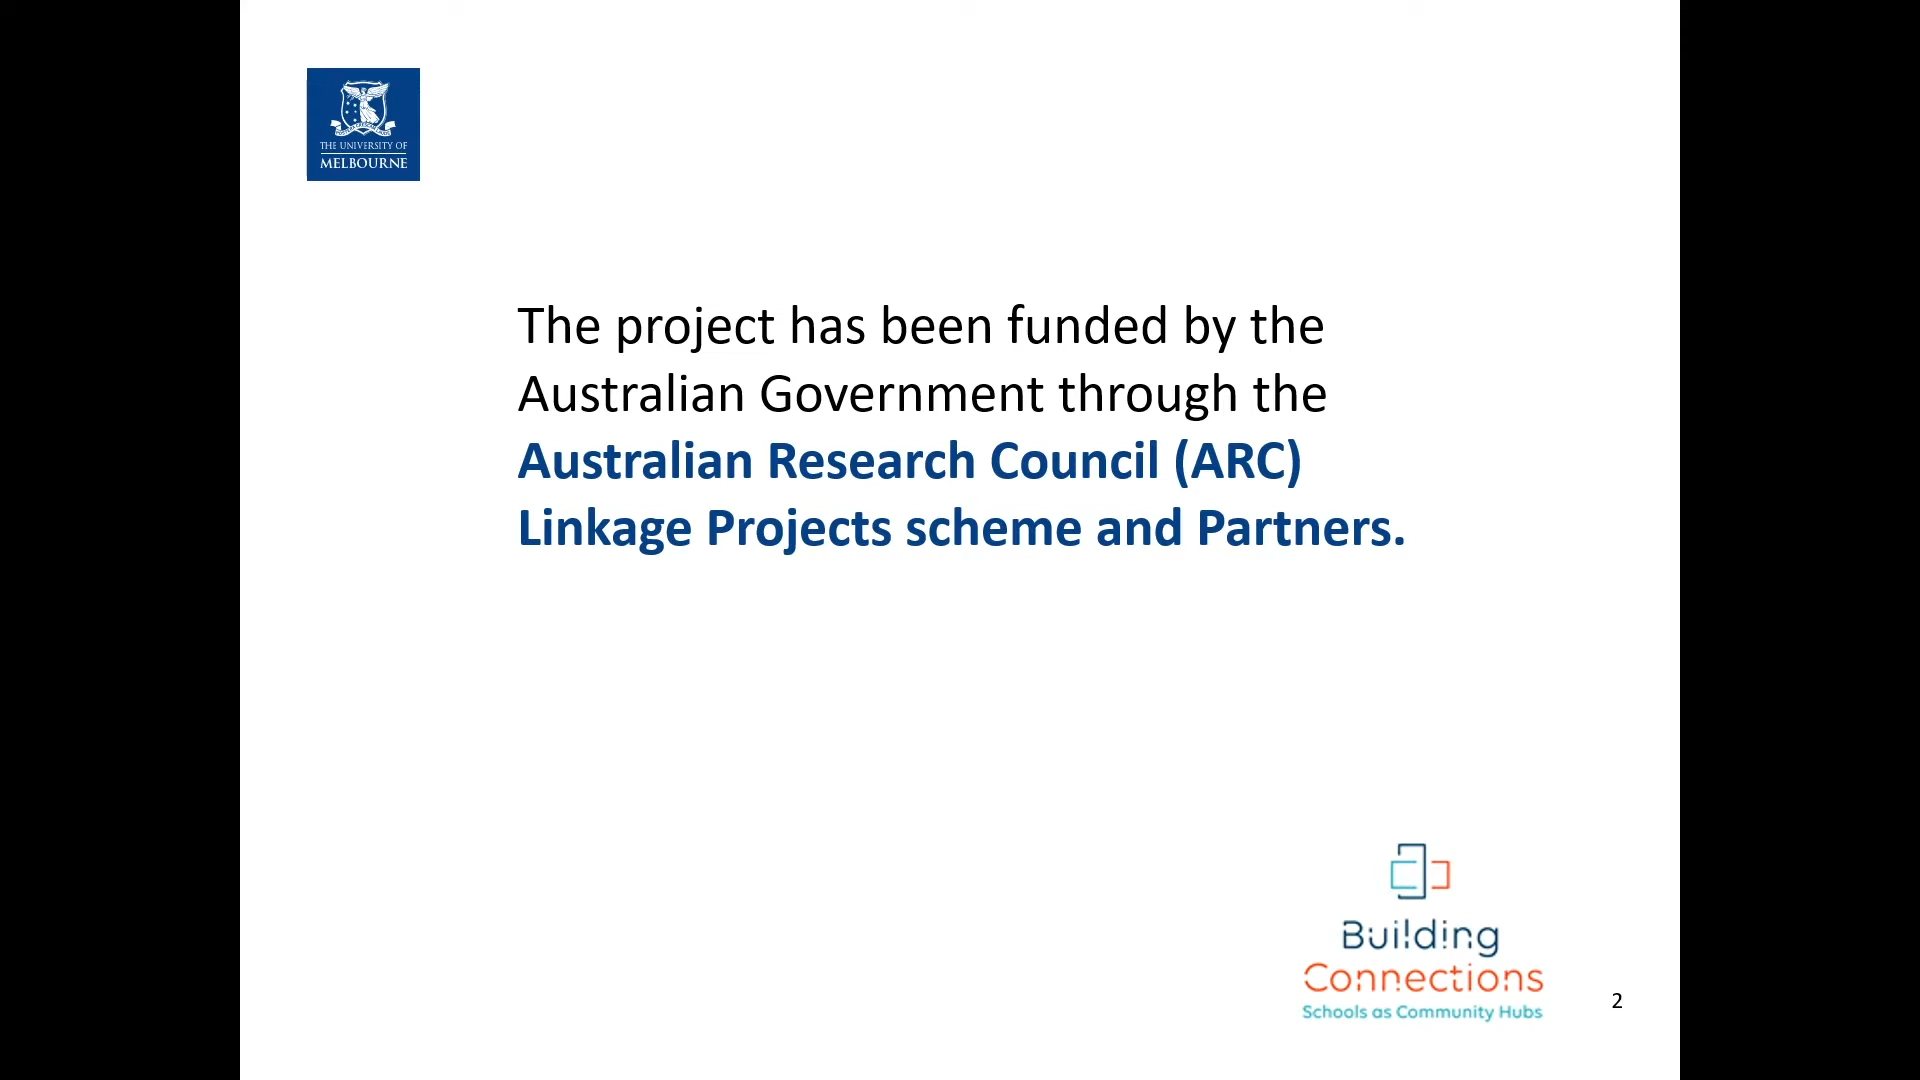 THE UNIVERSITY OF
MELBOURNE
The project has been funded by the
Australian Government through the
Australian Research Council (ARC)
Linkage Projects scheme and Partners.
Building
Connections
Schools as Community Hubs
2